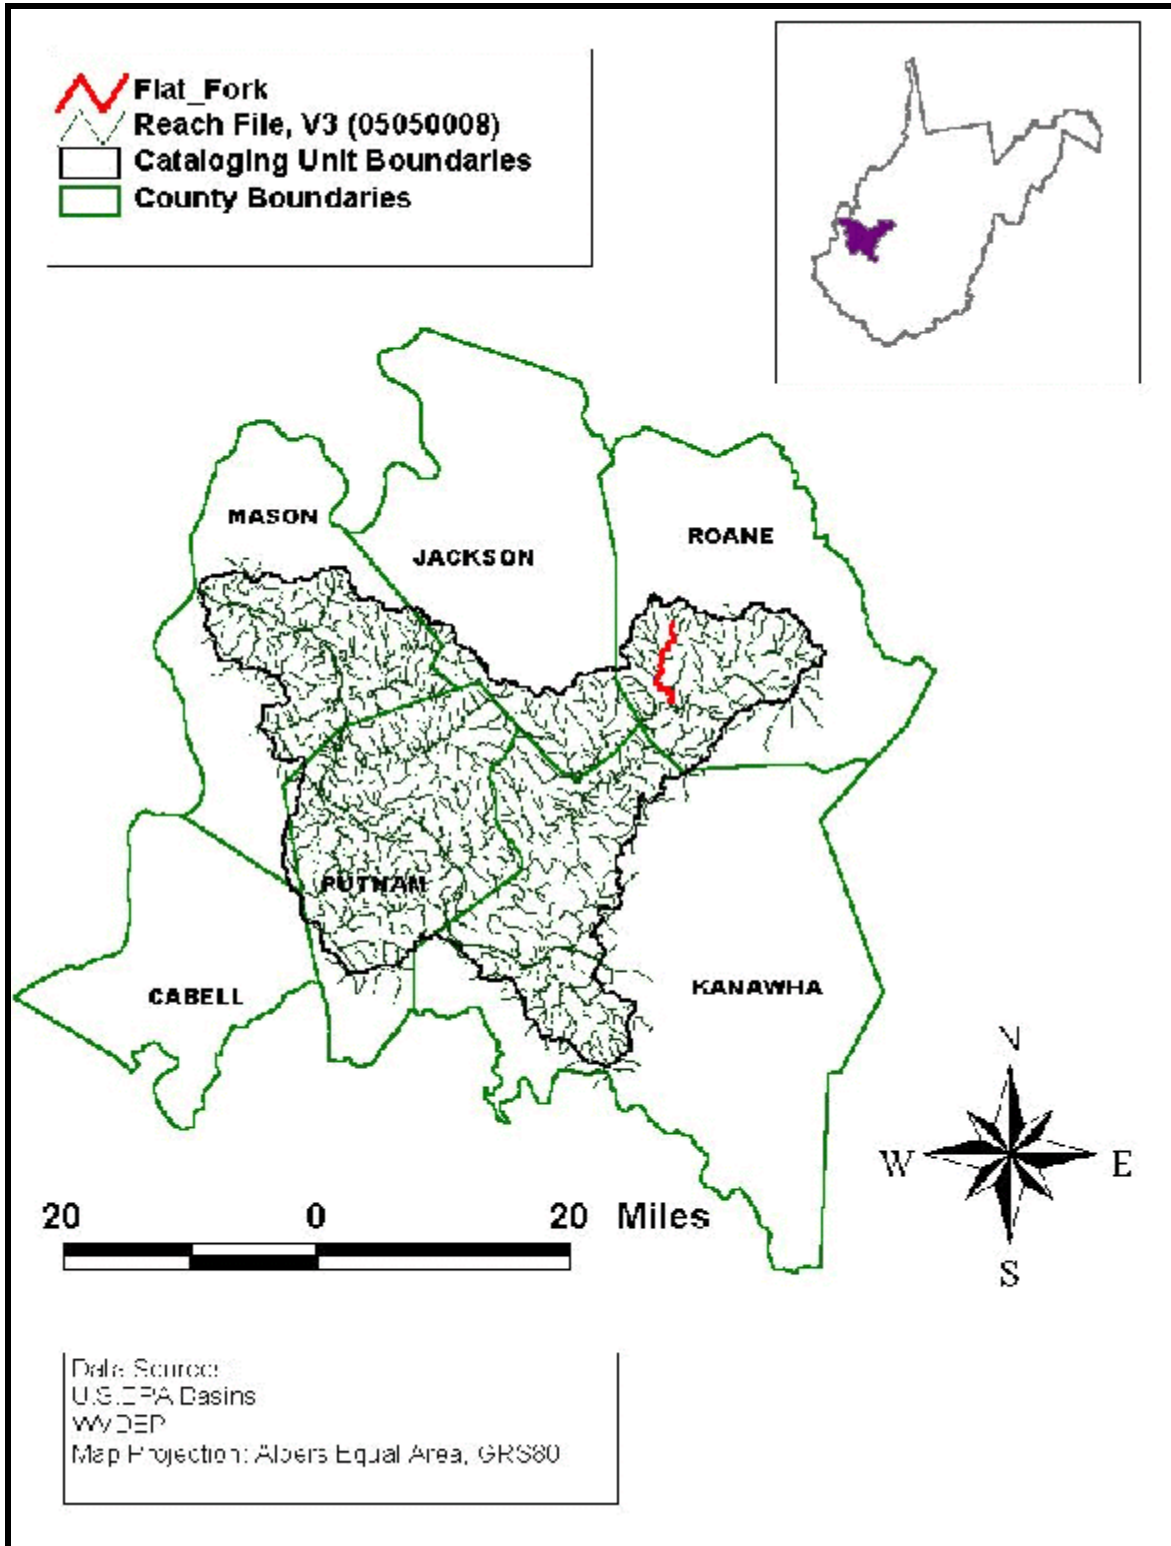 Flat_Fork
Reach File, V3 (05050008)
Cataloging Unit Boundaries
County Boundaries
MASON
JACKSON
ROANE
PUTNAM
CABELL
KANAWHA
N
W E
S
20 0 20 Miles
Data Source:
U.S.EPA Basins
WVDEP
Map Projection: Albers Equal Area, GRS80